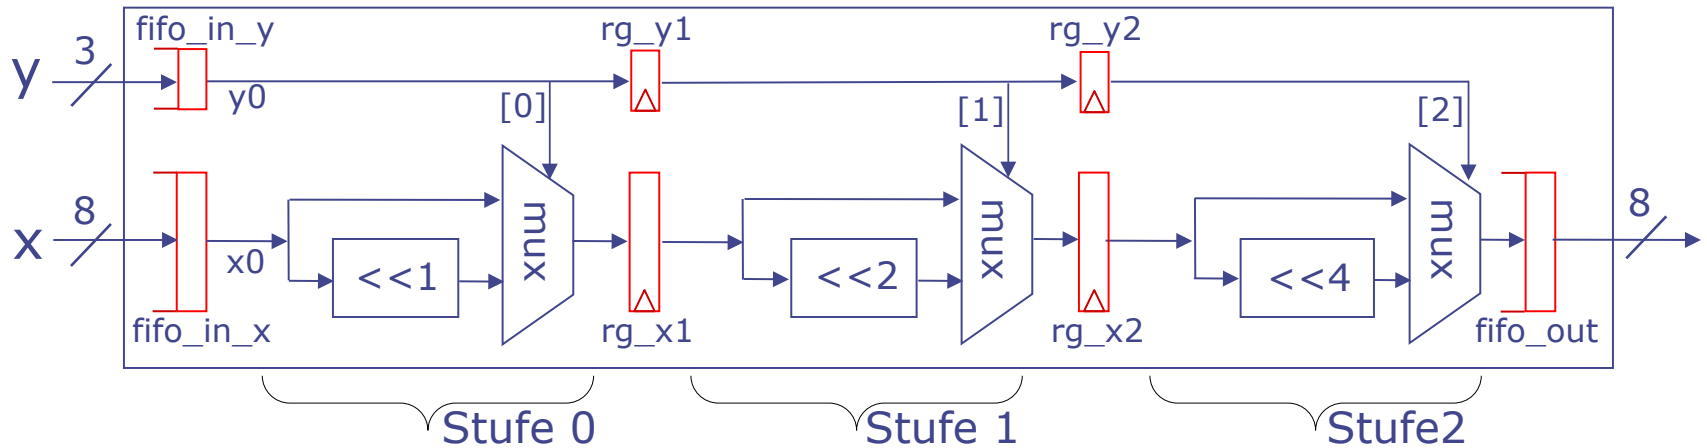 fifo_in_y
rg_y1
rg_y2
y
3
y0
[0]
[1]
[2]
x
8
x0
<<1
mux
<<2
mux
<<4
mux
8
fifo_in_x
rg_x1
rg_x2
fifo_out
Stufe 0
Stufe 1
Stufe2